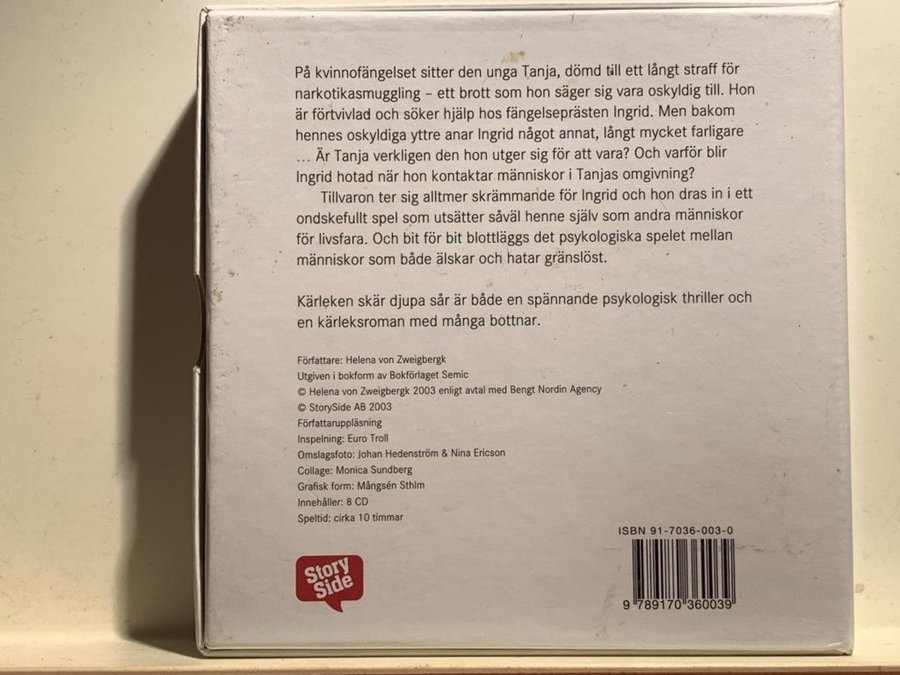 På kvinnofängelset sitter den unga Tanja, dömd till ett långt straff för
narkotikasmuggling – ett brott som hon säger sig vara oskyldig till. Hon
är förtvivlad och söker hjälp hos fängelseprästen Ingrid. Men bakom
hennes oskyldiga yttre anar Ingrid något annat, långt mycket farligare
... Är Tanja verkligen den hon utger sig för att vara? Och varför blir
Ingrid hotad när hon kontaktar människor i Tanjas omgivning?
Tillvaron ter sig alltmer skrämmande för Ingrid och hon dras in i ett
ondskefullt spel som utsätter såväl henne själv som andra människor
för livsfara. Och bit för bit blottläggs det psykologiska spelet mellan
människor som både älskar och hatar gränslöst.
Kärleken skär djupa sår är både en spännande psykologisk thriller och
en kärleksroman med många bottnar.
Författare: Helena von Zweigbergk
Utgiven i bokform av Bokförlaget Semic
© Helena von Zweigbergk 2003 enligt avtal med Bengt Nordin Agency
© StorySide AB 2003
Författaruppläsning
Inspelning: Euro Troll
Omslagsfoto: Johan Hedenström & Nina Ericson
Collage: Monica Sundberg
Grafisk form: Mångsén Sthlm
Innehåller: 8 CD
Speltid: cirka 10 timmar
Story
Side
ISBN 91-7036-003-0
9 789170 360039